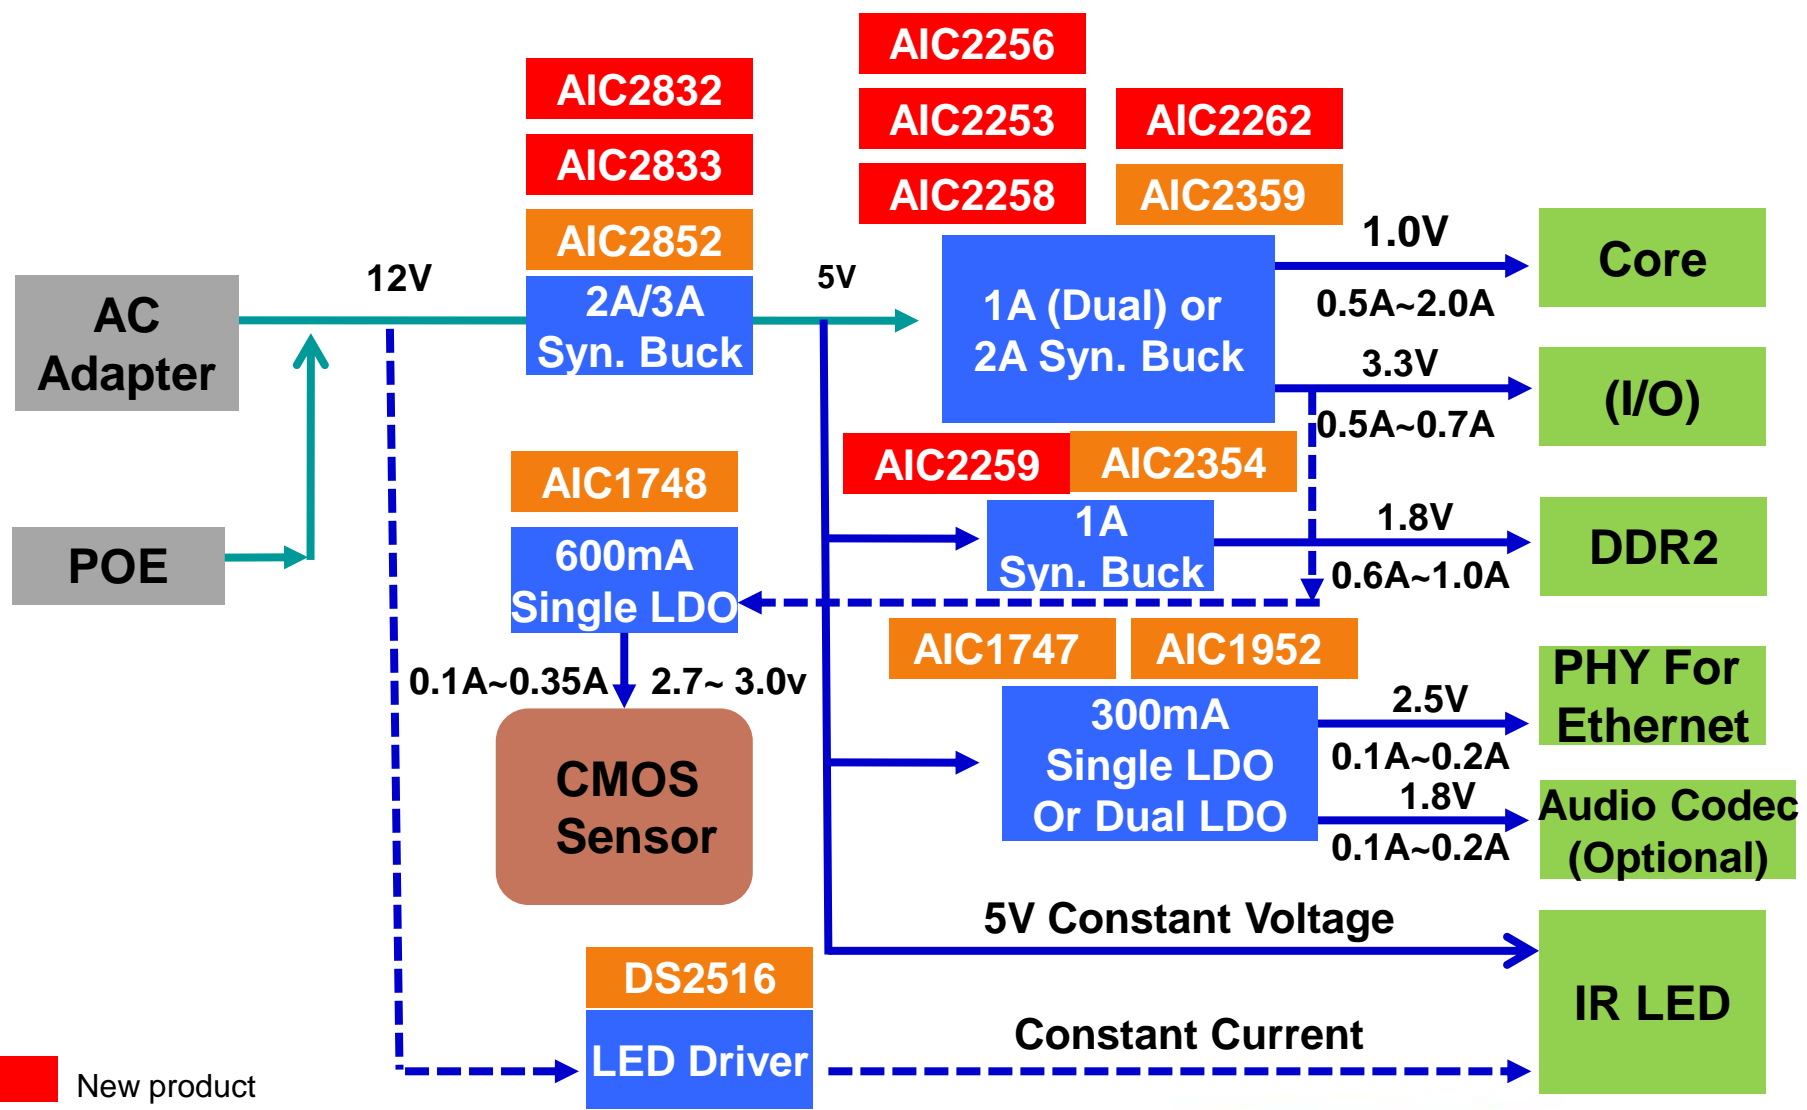 AIC2256
AIC2832
AIC2253
AIC2262
AIC2833
AIC2258
AIC2359
AIC2852
1.0V
Core
12V
5V
2A/3A
Syn. Buck
1A (Dual) or
2A Syn. Buck
0.5A~2.0A
AC
Adapter
3.3V
(I/O)
0.5A~0.7A
AIC2259
AIC2354
AIC1748
1.8V
1A
Syn. Buck
DDR2
POE
600mA
Single LDO
0.6A~1.0A
AIC1747
AIC1952
PHY For
Ethernet
0.1A~0.35A
2.7~ 3.0v
2.5V
300mA
Single LDO
Or Dual LDO
0.1A~0.2A
CMOS
Sensor
1.8V
Audio Codec
(Optional)
0.1A~0.2A
5V Constant Voltage
DS2516
IR LED
Constant Current
LED Driver
New product